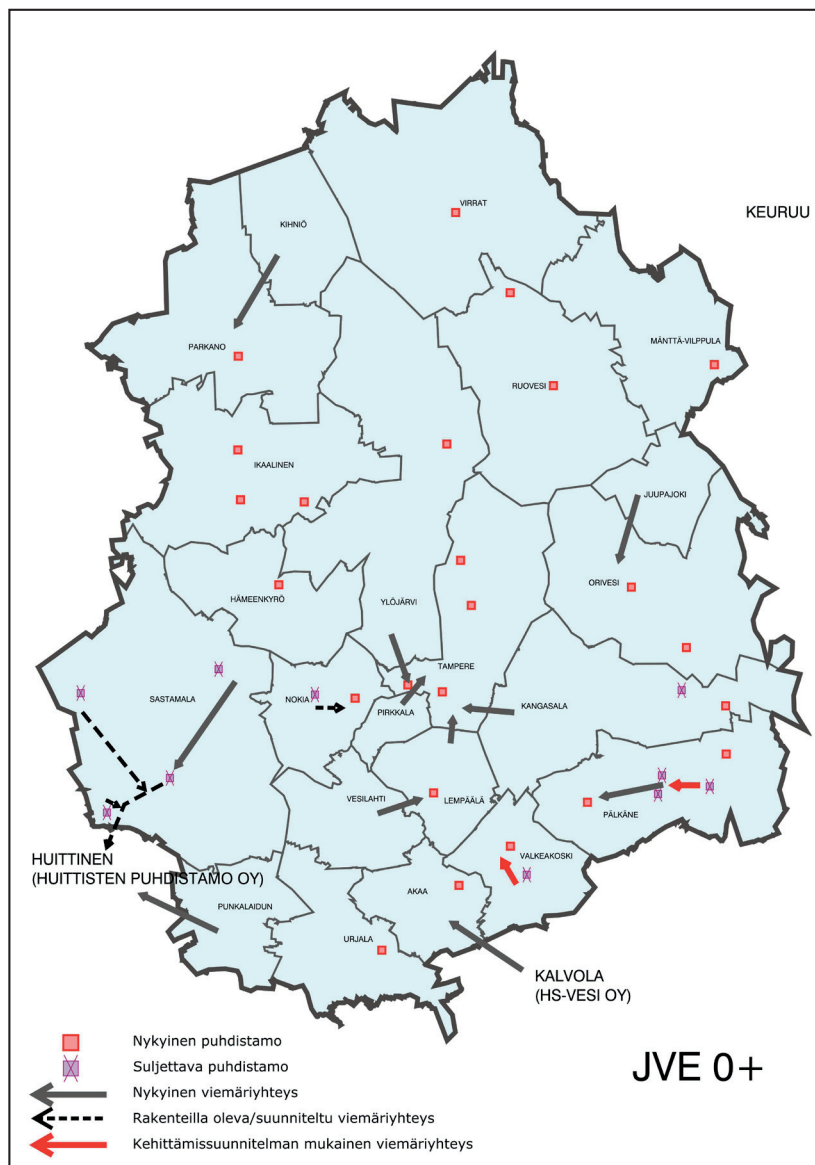 VIRRAT
KEURUU
KIHNIÖ
PARKANO
MÄNTTÄ-VILPPULA
RUOVESI
IKAALINEN
JUUPAJOKI
ORIVESI
HÄMEENKYRÖ
YLÖJÄRVI
TAMPERE
SASTAMALA
NOKIA
PIRKKALA
KANGASALA
VESILAHTI
LEMPÄÄLÄ
PÄLKÄNE
HUITTINEN
(HUITTISTEN PUHDISTAMO OY)
VALKEAKOSKI
AKAA
PUNKALAIDUN
URJALA
KALVOLA
(HS-VESI OY)
Nykyinen puhdistamo
Suljettava puhdistamo
Nykyinen viemäriyhteys
Rakenteilla oleva/suunniteltu viemäriyhteys
Kehittämissuunnitelman mukainen viemäriyhteys
JVE 0+